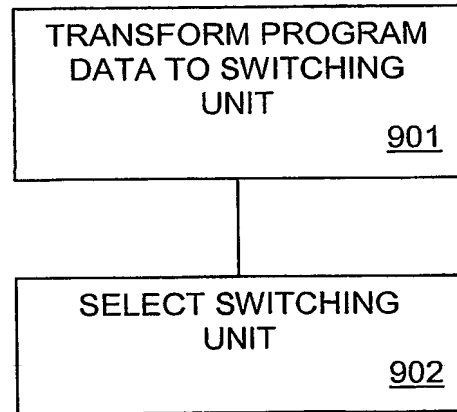 TRANSFORM PROGRAM
DATA TO SWITCHING
UNIT
901
SELECT SWITCHING
UNIT
902